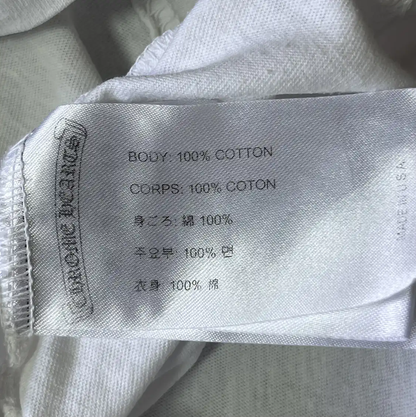 CHROME HEARTS
BODY: 100% COTTON
CORPS: 100% COTON
身ごろ: 綿 100%
주요부: 100% 면
衣身: 100% 棉
MADE IN USA